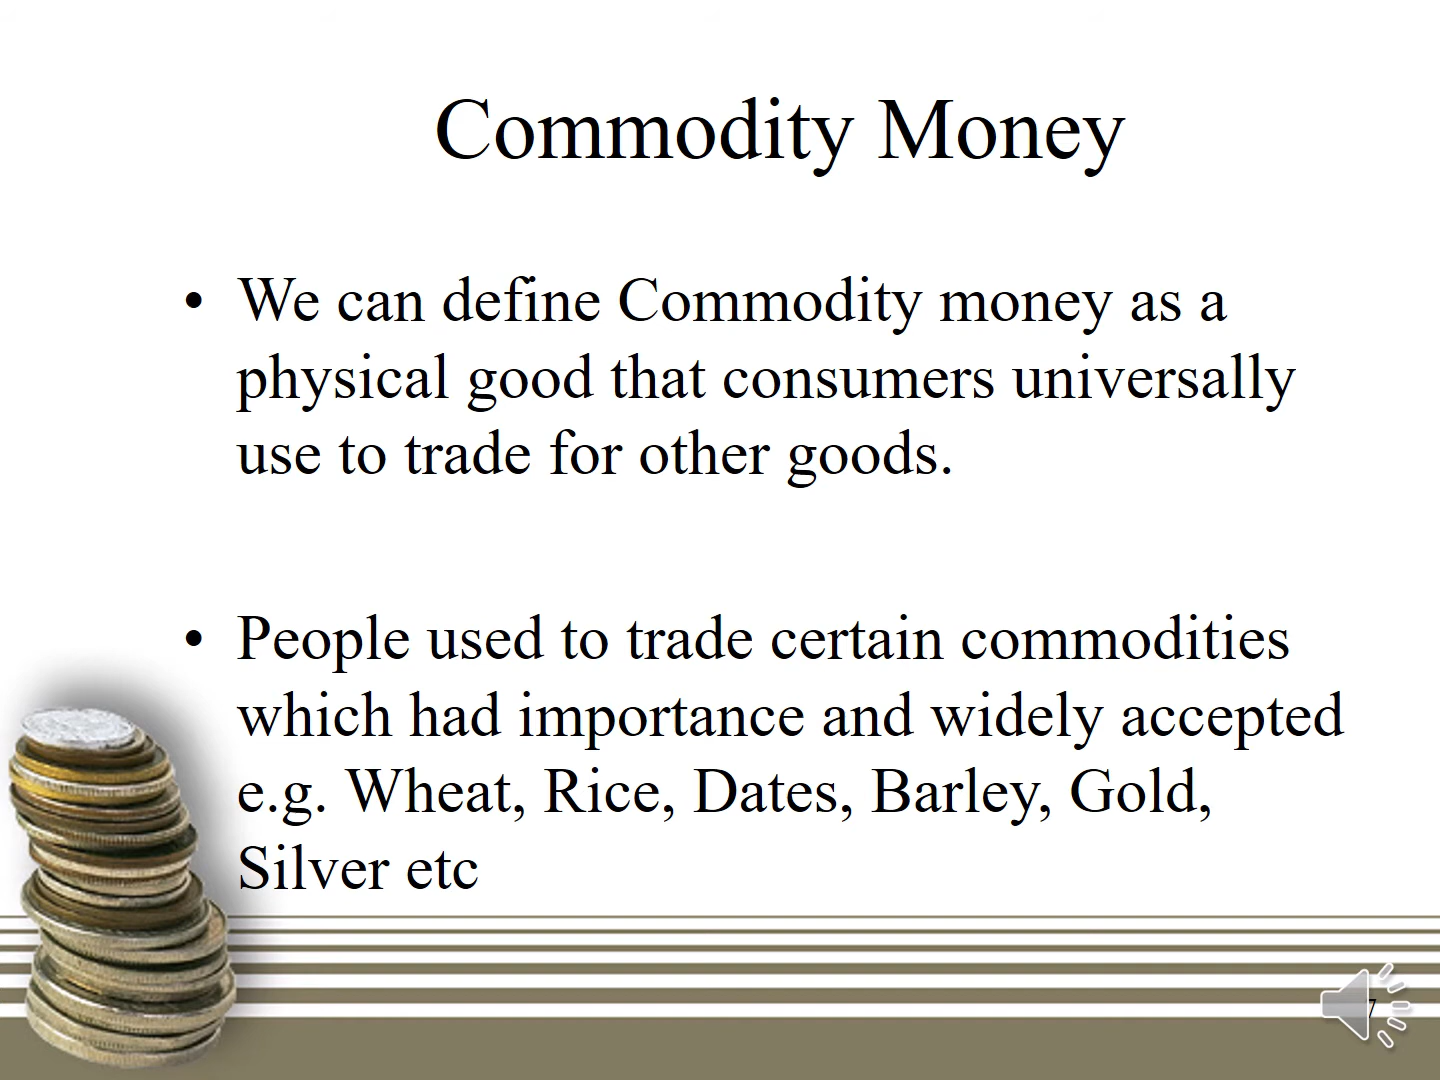 Commodity Money
• We can define Commodity money as a
physical good that consumers universally
use to trade for other goods.
• People used to trade certain commodities
which had importance and widely accepted
e.g. Wheat, Rice, Dates, Barley, Gold,
Silver etc
7